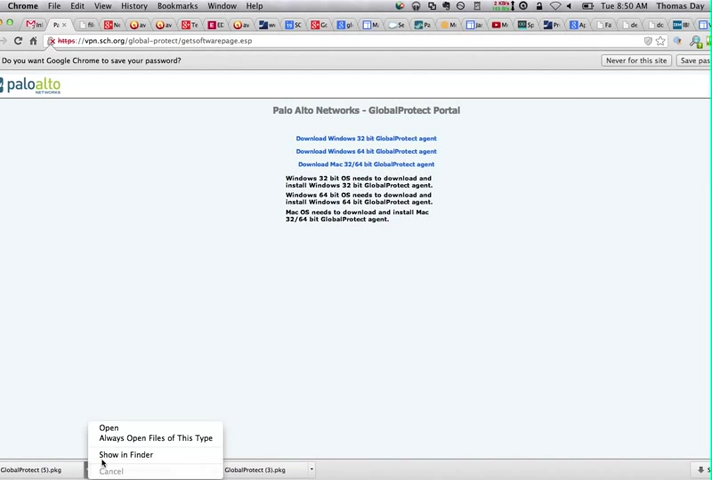 Chrome File Edit View History Bookmarks Window Help Tue 8:50 AM Thomas Day
https://vpn.sch.org/global-protect/getsoftwarepage.esp
Do you want Google Chrome to save your password? Never for this site Save pas
paloalto
NETWORKS
Palo Alto Networks - GlobalProtect Portal
Download Windows 32 bit GlobalProtect agent
Download Windows 64 bit GlobalProtect agent
Download Mac 32/64 bit GlobalProtect agent
Windows 32 bit OS needs to download and
install Windows 32 bit GlobalProtect agent.
Windows 64 bit OS needs to download and
install Windows 64 bit GlobalProtect agent.
Mac OS needs to download and install Mac
32/64 bit GlobalProtect agent.
Open
Always Open Files of This Type
Show in Finder
Cancel
GlobalProtect (5).pkg GlobalProtect (3).pkg